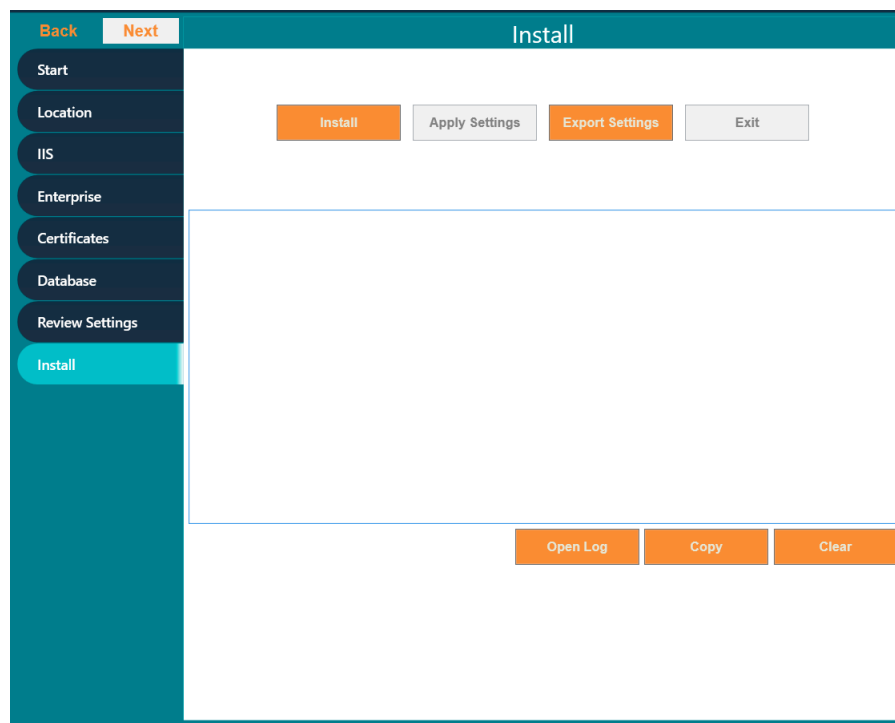 Back Next Install
Start
Location
IIS
Enterprise
Certificates
Database
Review Settings
Install
Install Apply Settings Export Settings Exit
Open Log Copy Clear